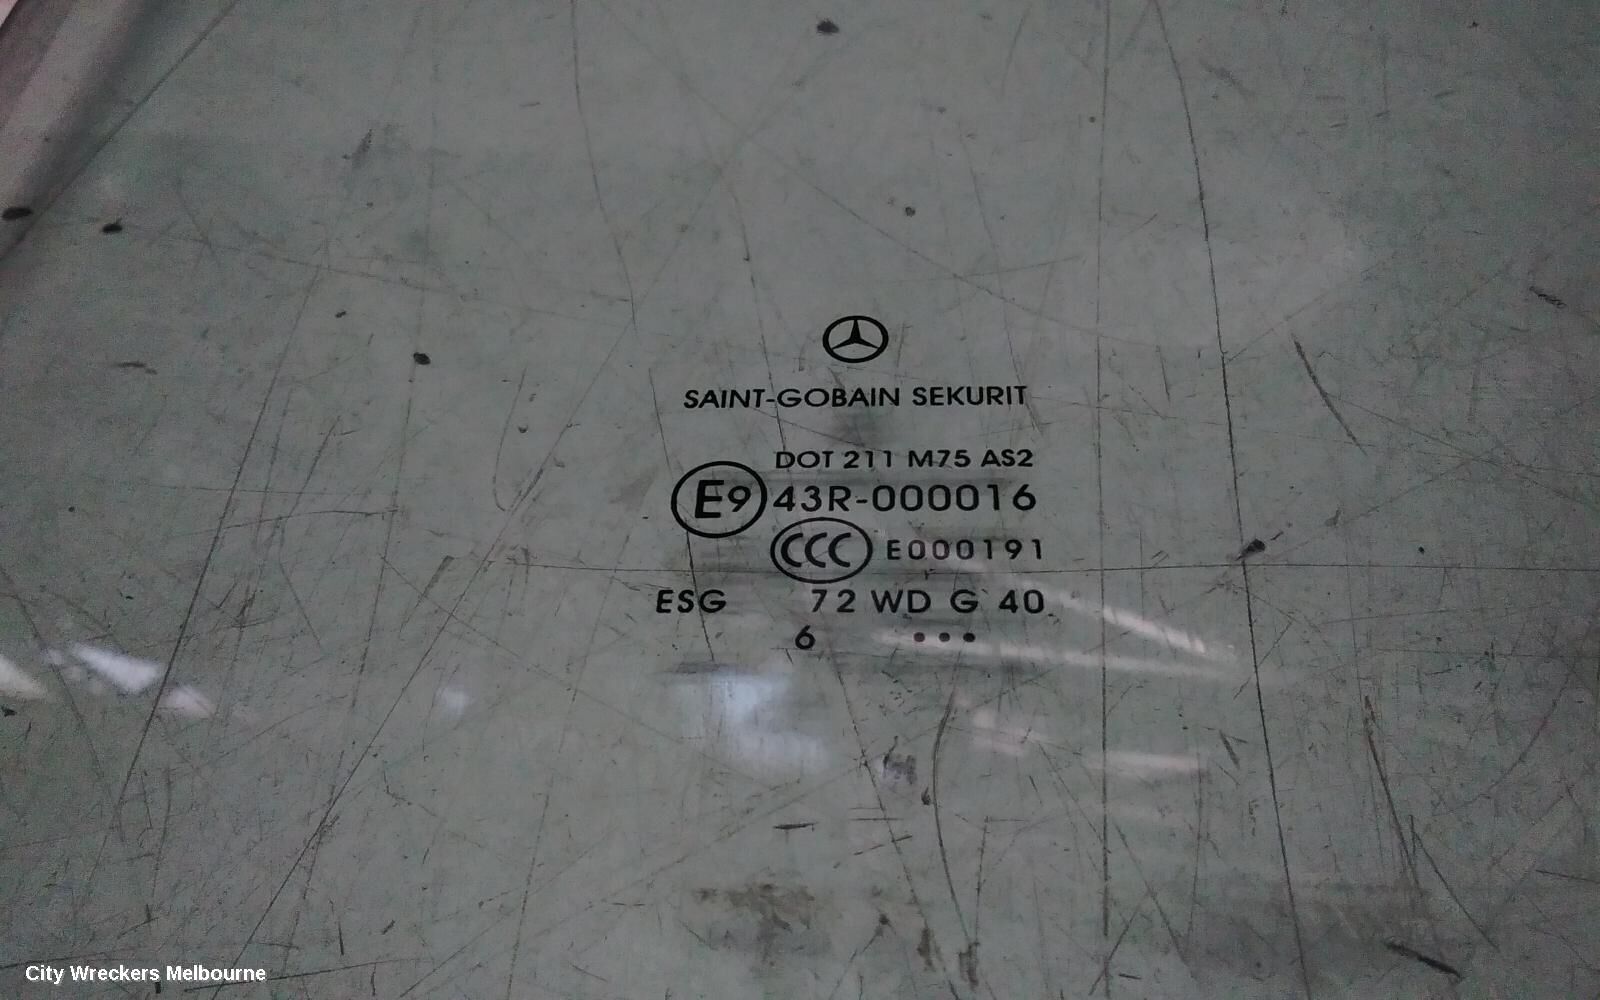 SAINT-GOBAIN SEKURIT
DOT 211 M75 AS2
E9 43R-000016
CCC E000191
ESG 72 WD G 40
6 •••
City Wreckers Melbourne